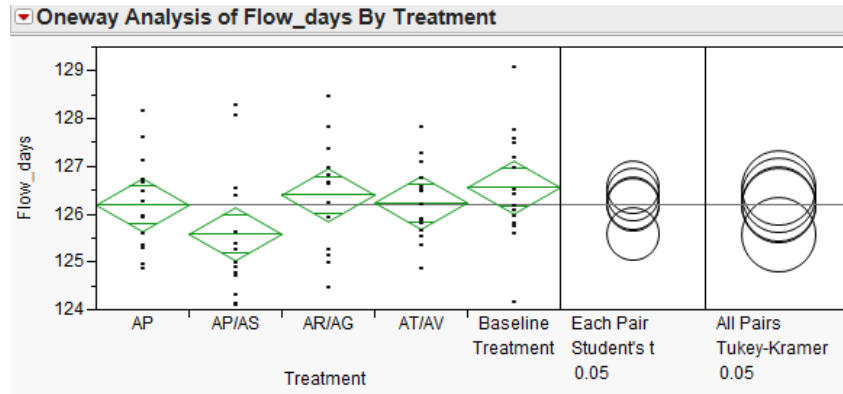 Oneway Analysis of Flow_days By Treatment
129
128
127
126
125
124
Flow_days
AP
AP/AS
AR/AG
AT/AV
Baseline
Treatment
Treatment
Each Pair
Student's t
0.05
All Pairs
Tukey-Kramer
0.05